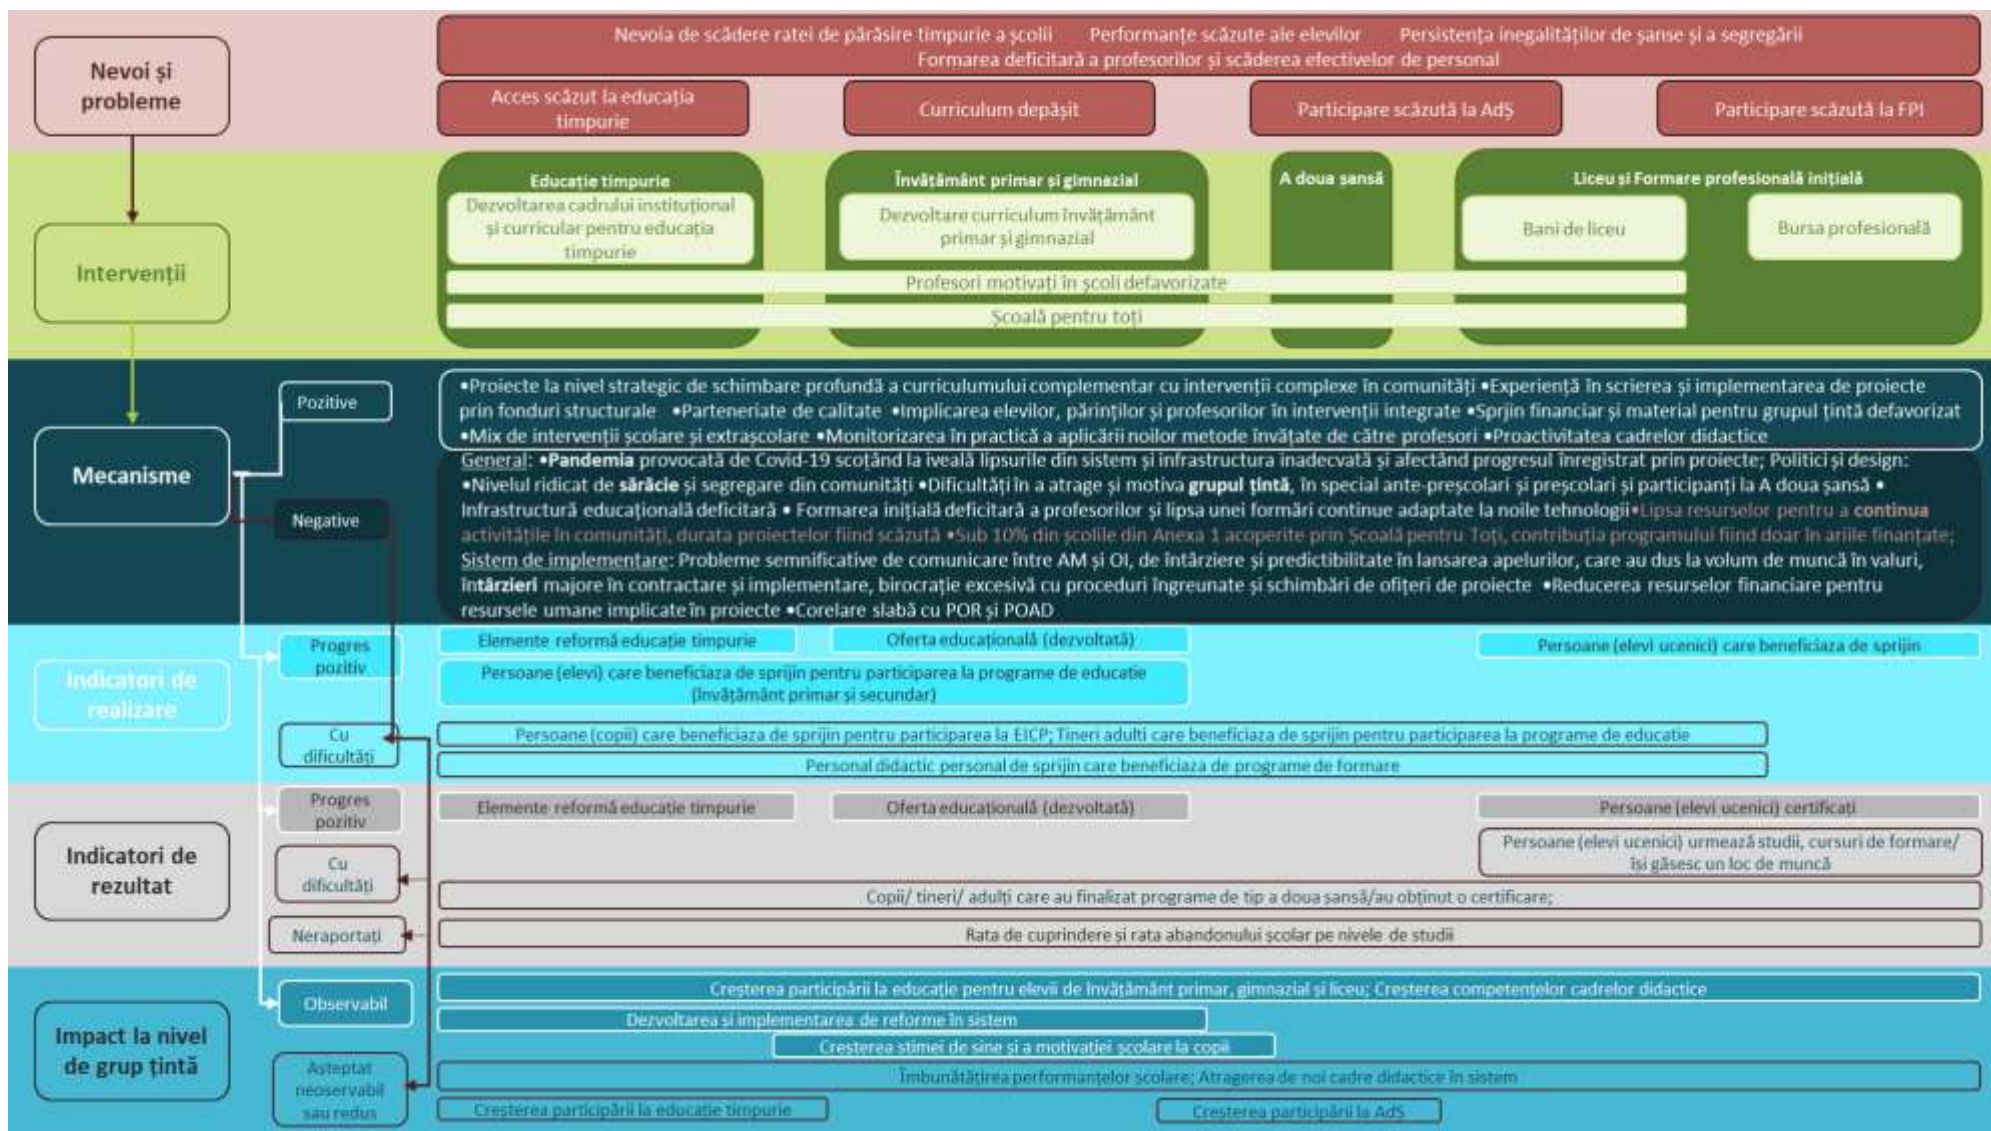 Nevoi și
probleme
Nevoia de scădere ratei de părăsire timpurie a școlii Performanțe scăzute ale elevilor Persistența inegalităților de șanse și a segregării
Formarea deficitară a profesorilor și scăderea efectivelor de personal
Acces scăzut la educația
timpurie
Curriculum depășit
Participare scăzută la AdȘ
Participare scăzută la FPI
Intervenții
Educație timpurie
Dezvoltarea cadrului instituțional
și curricular pentru educația
timpurie
Învățământ primar și gimnazial
Dezvoltare curriculum învățământ
primar și gimnazial
A doua șansă
Liceu și Formare profesională inițială
Bani de liceu
Bursa profesională
Profesori motivați în școli defavorizate
Școală pentru toți
Mecanisme
Pozitive
•Proiecte la nivel strategic de schimbare profundă a curriculumului complementar cu intervenții complexe în comunități •Experiență în scrierea și implementarea de proiecte
prin fonduri structurale •Parteneriate de calitate •Implicarea elevilor, părinților și profesorilor în intervenții integrate •Sprjin financiar și material pentru grupul țintă defavorizat
•Mix de intervenții școlare și extrașcolare •Monitorizarea în practică a aplicării noilor metode învățate de către profesori •Proactivitatea cadrelor didactice
Negative
General: •Pandemia provocată de Covid-19 scoțând la iveală lipsurile din sistem și infrastructura inadecvată și afectând progresul înregistrat prin proiecte; Politici și design:
•Nivelul ridicat de sărăcie și segregare din comunități •Dificultăți în a atrage și motiva grupul țintă, în special ante-preșcolari și preșcolari și participanți la A doua șansă •
Infrastructură educațională deficitară • Formarea inițială deficitară a profesorilor și lipsa unei formări continue adaptate la noile tehnologii•Lipsa resurselor pentru a continua
activitățile în comunități, durata proiectelor fiind scăzută •Sub 10% din școlile din Anexa 1 acoperite prin Școală pentru Toți, contribuția programului fiind doar în ariile finanțate;
Sistem de implementare: Probleme semnificative de comunicare între AM și OI, de întârziere și predictibilitate în lansarea apelurilor, care au dus la volum de muncă în valuri,
întârzieri majore în contractare și implementare, birocrație excesivă cu proceduri îngreunate și schimbări de ofițeri de proiecte •Reducerea resurselor financiare pentru
resursele umane implicate în proiecte •Corelare slabă cu POR și POAD
Indicatori de
realizare
Progres
pozitiv
Elemente reformă educație timpurie
Oferta educațională (dezvoltată)
Persoane (elevi ucenici) care beneficiaza de sprijin
Persoane (elevi) care beneficiaza de sprijin pentru participarea la programe de educatie
(învățământ primar și secundar)
Cu
dificultăți
Persoane (copii) care beneficiaza de sprijin pentru participarea la EICP; Tineri adulti care beneficiaza de sprijin pentru participarea la programe de educatie
Personal didactic personal de sprijin care beneficiaza de programe de formare
Indicatori de
rezultat
Progres
pozitiv
Elemente reformă educație timpurie
Oferta educațională (dezvoltată)
Persoane (elevi ucenici) certificați
Cu
dificultăți
Persoane (elevi ucenici) urmează studii, cursuri de formare/
își găsesc un loc de muncă
Copii/ tineri/ adulți care au finalizat programe de tip a doua șansă/au obținut o certificare;
Neraportați
Rata de cuprindere și rata abandonului școlar pe nivele de studii
Impact la nivel
de grup țintă
Observabil
Creșterea participării la educație pentru elevii de învățământ primar, gimnazial și liceu; Creșterea competențelor cadrelor didactice
Dezvoltarea si implementarea de reforme în sistem
Creșterea stimei de sine și a motivației școlare la copii
Asteptat
neoservabil
sau redus
Îmbunătățirea performanțelor școlare; Atragerea de noi cadre didactice în sistem
Creșterea participării la educație timpurie
Creșterea participării la AdS